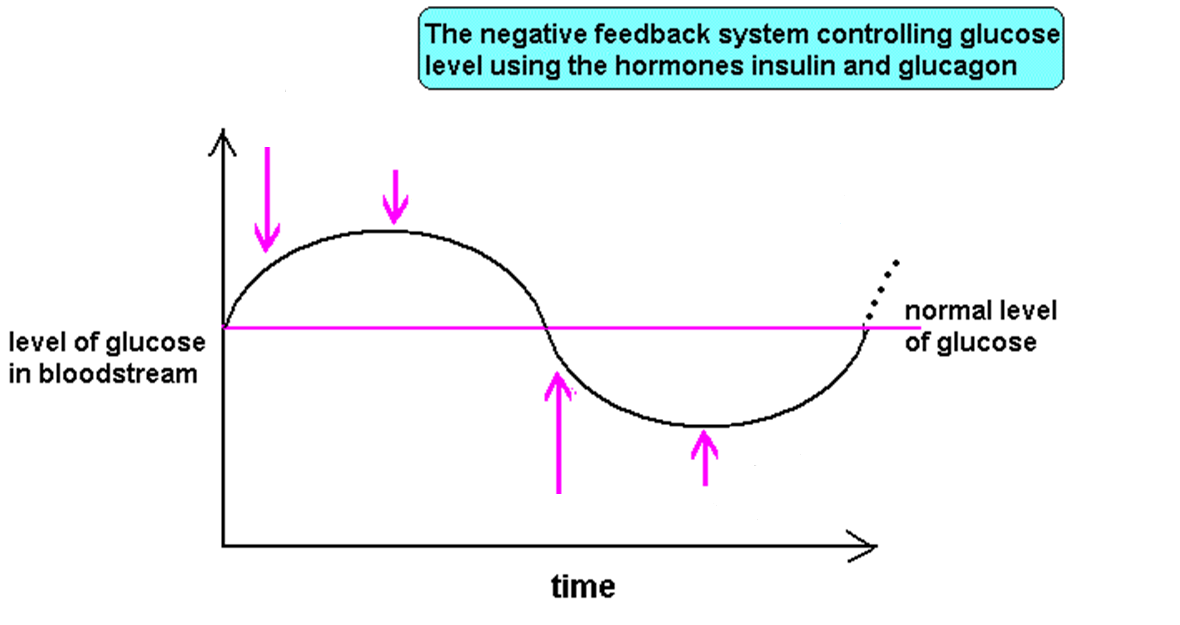 The negative feedback system controlling glucose
level using the hormones insulin and glucagon
normal level
of glucose
level of glucose
in bloodstream
time